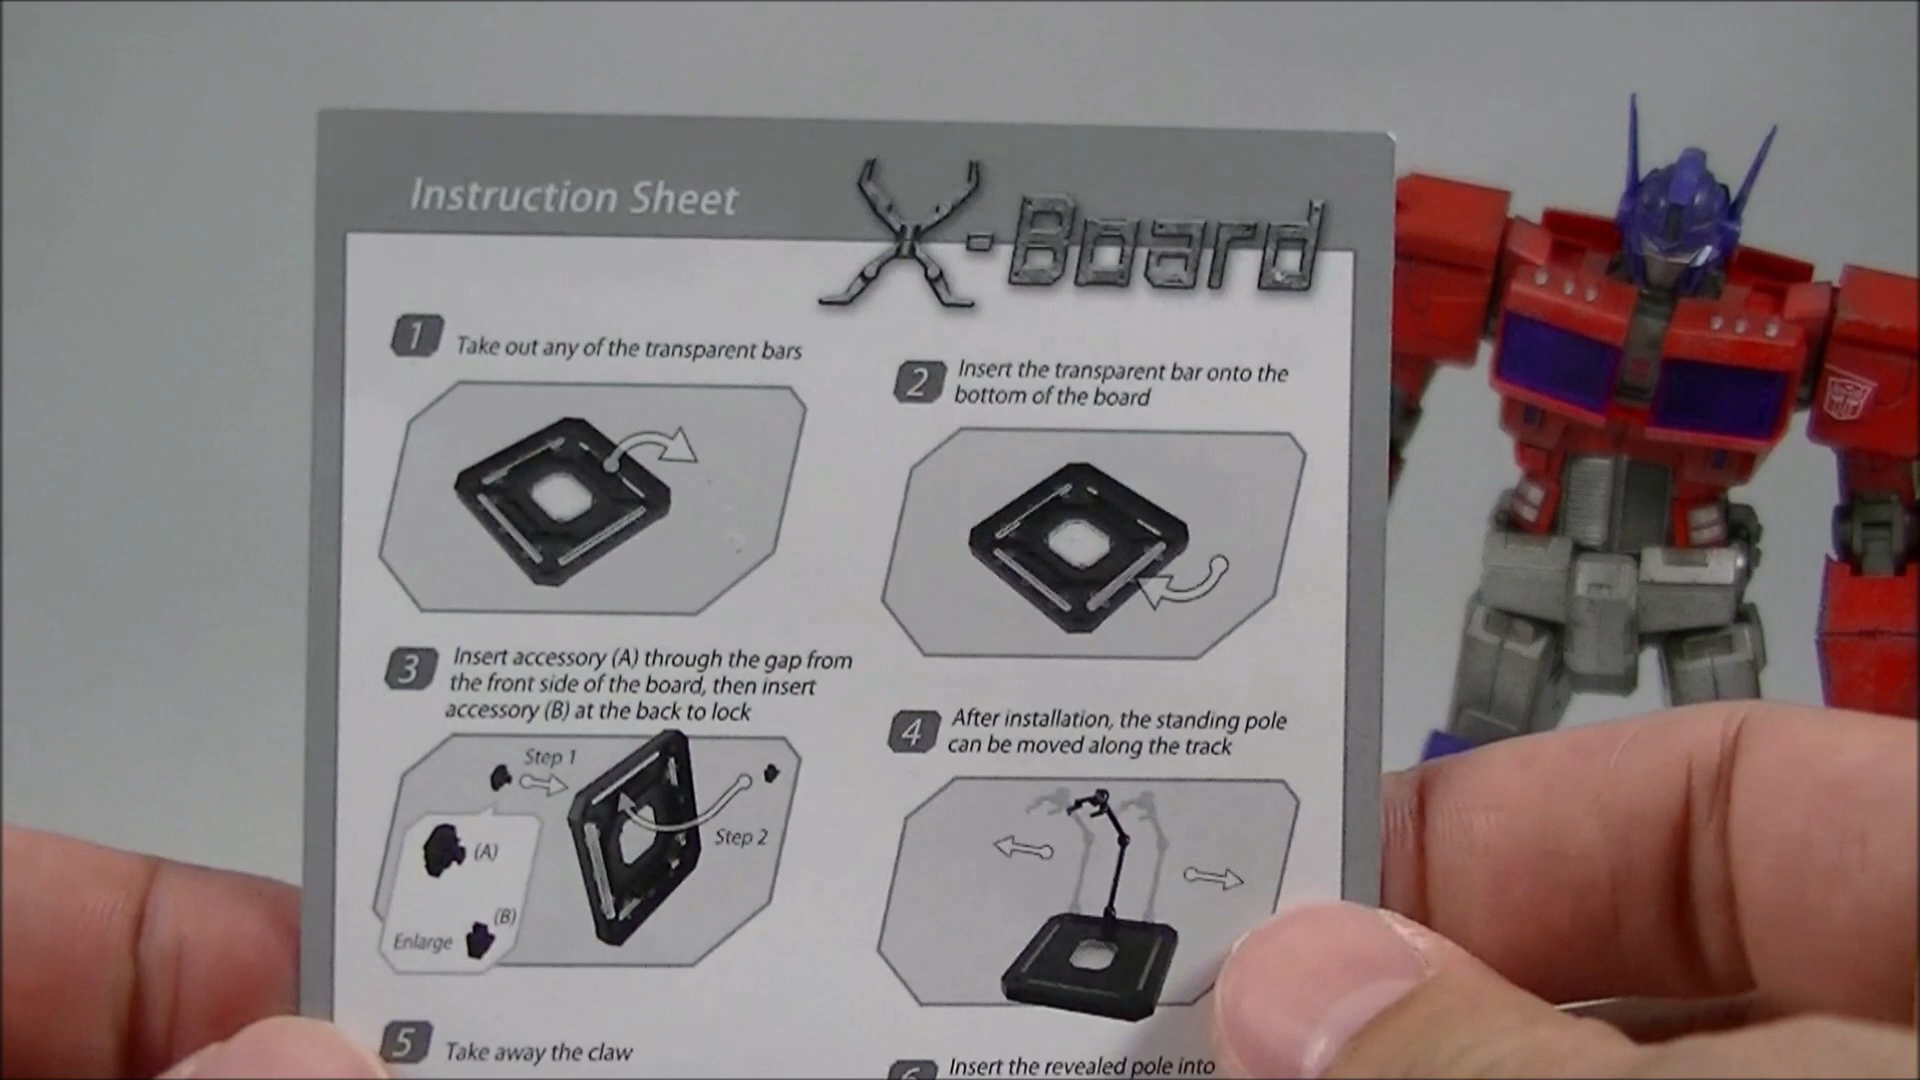 Instruction Sheet
X-Board
1
Take out any of the transparent bars
2
Insert the transparent bar onto the
bottom of the board
3
Insert accessory (A) through the gap from
the front side of the board, then insert
accessory (B) at the back to lock
Step 1
Step 2
(A)
(B)
Enlarge
4
After installation, the standing pole
can be moved along the track
5
Take away the claw
6
Insert the revealed pole into